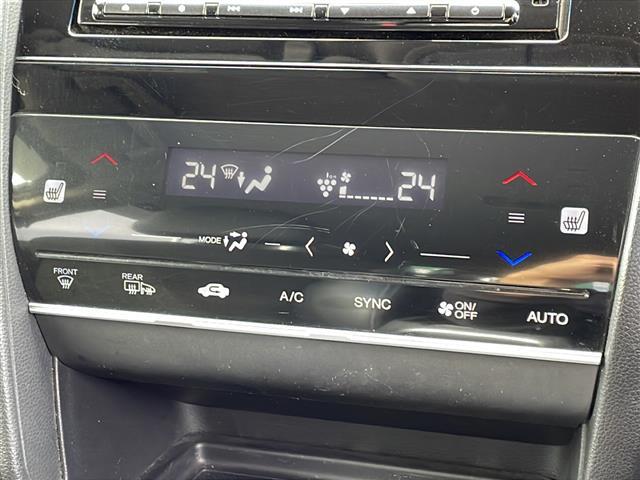 24 24
MODE
FRONT REAR A/C SYNC ON/OFF AUTO